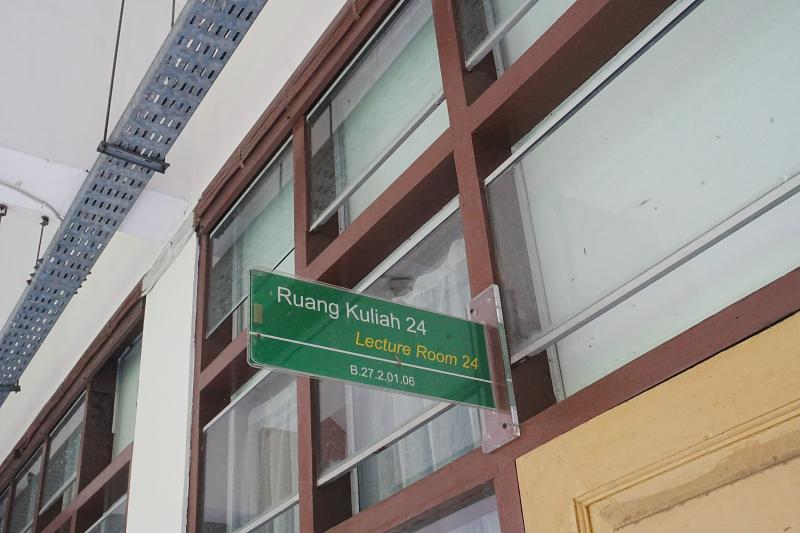 Ruang Kuliah 24
Lecture Room 24
B.27.2.01.06